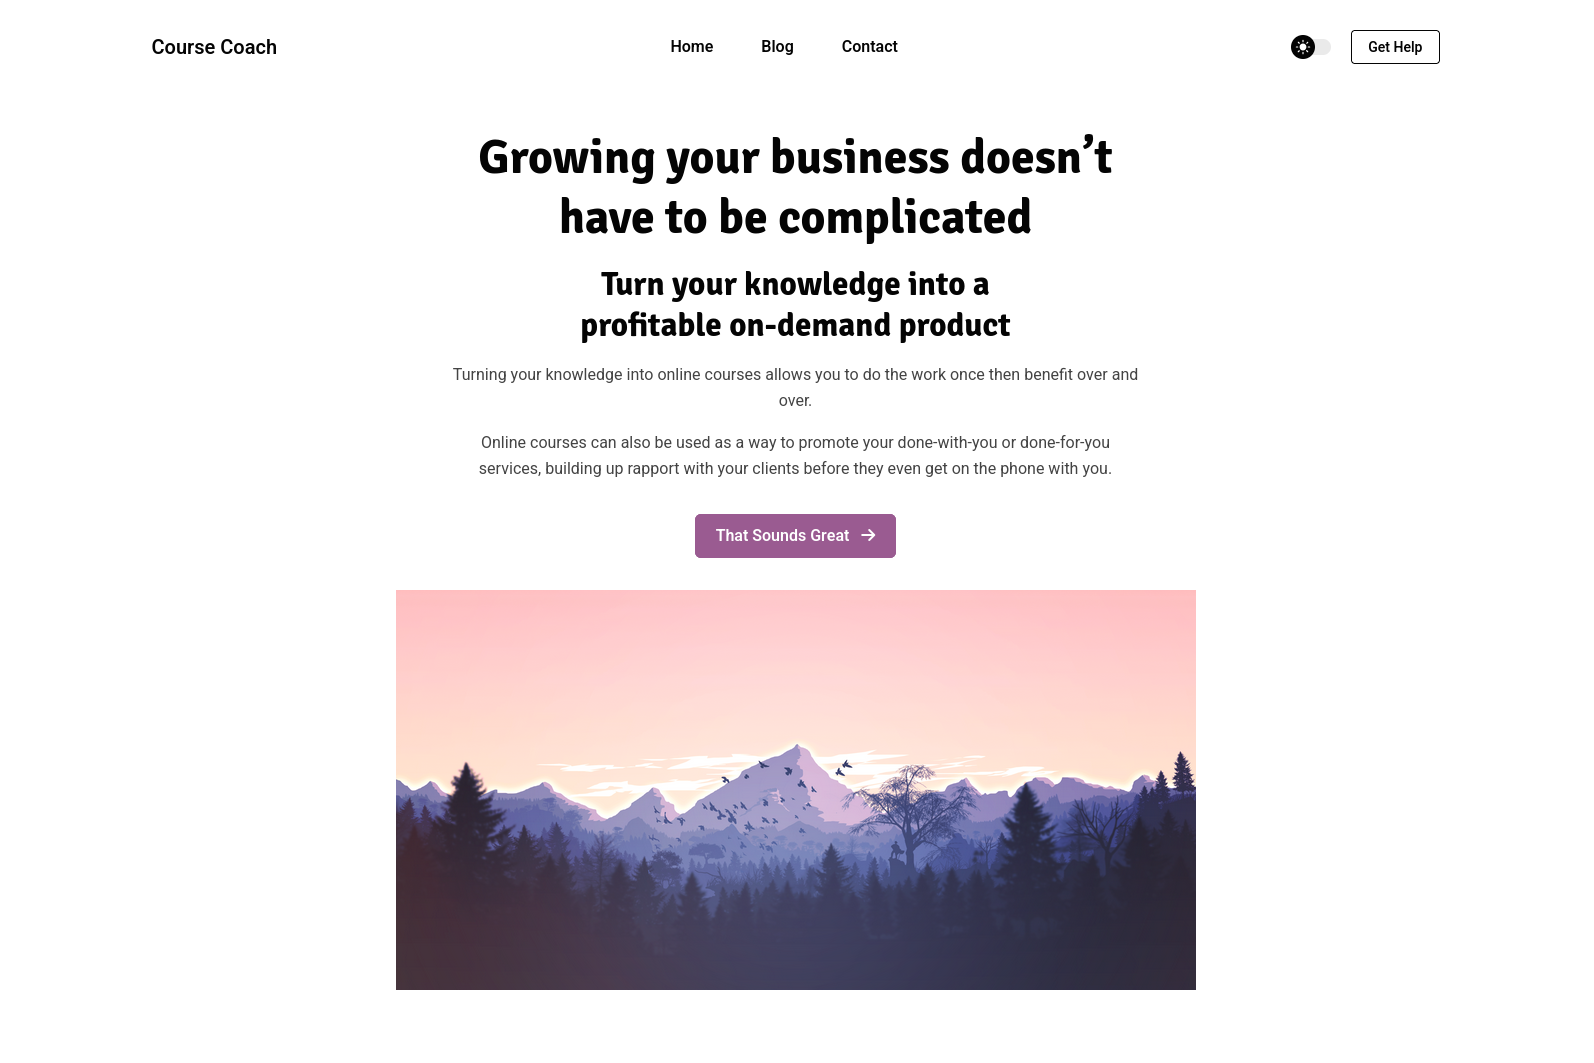 Course Coach
Home
Blog
Contact
Get Help
Growing your business doesn’t
have to be complicated
Turn your knowledge into a
profitable on-demand product
Turning your knowledge into online courses allows you to do the work once then benefit over and
over.
Online courses can also be used as a way to promote your done-with-you or done-for-you
services, building up rapport with your clients before they even get on the phone with you.
That Sounds Great